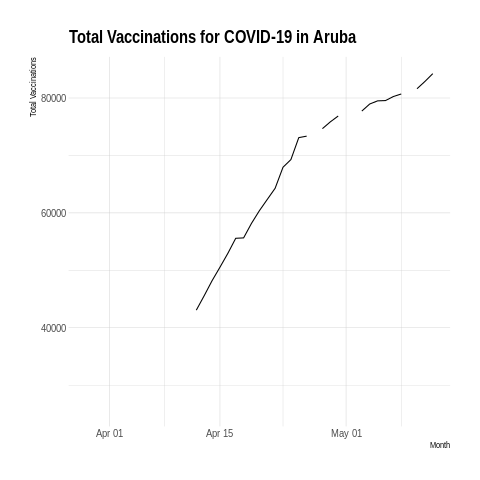 Total Vaccinations for COVID-19 in Aruba
Total Vaccinations
80000
60000
40000
Apr 01
Apr 15
May 01
Month